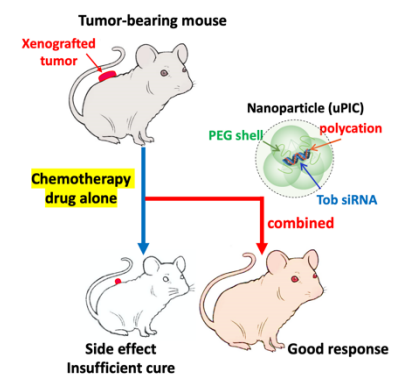 Tumor-bearing mouse
Xenografted
tumor
Nanoparticle (uPIC)
PEG shell
polycation
Tob siRNA
Chemotherapy
drug alone
combined
Side effect
Insufficient cure
Good response